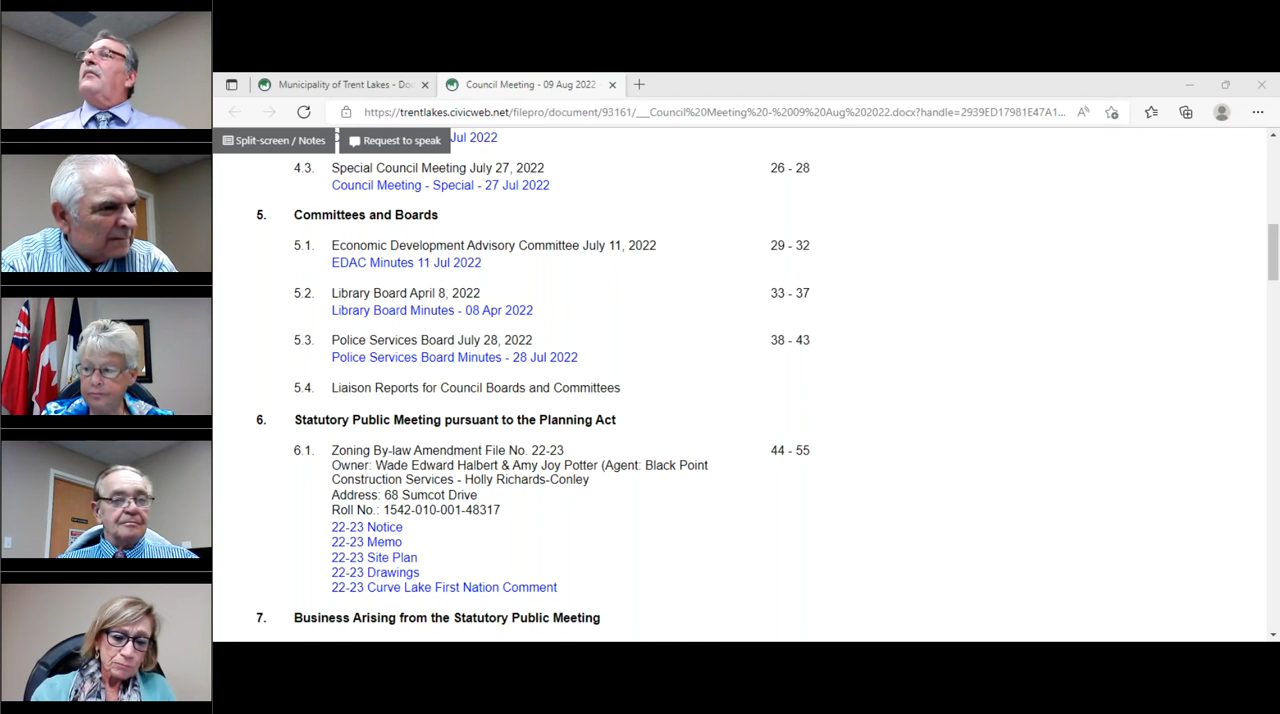 Municipality of Trent Lakes - Doc
Council Meeting - 09 Aug 2022
https://trentlakes.civicweb.net/filepro/document/93161/___Council%20Meeting%20-%2009%20Aug%202022.docx?handle=2939ED17981E47A1...
Split-screen / Notes
Request to speak
Jul 2022
4.3. Special Council Meeting July 27, 2022 26 - 28
Council Meeting - Special - 27 Jul 2022
5. Committees and Boards
5.1. Economic Development Advisory Committee July 11, 2022 29 - 32
EDAC Minutes 11 Jul 2022
5.2. Library Board April 8, 2022 33 - 37
Library Board Minutes - 08 Apr 2022
5.3. Police Services Board July 28, 2022 38 - 43
Police Services Board Minutes - 28 Jul 2022
5.4. Liaison Reports for Council Boards and Committees
6. Statutory Public Meeting pursuant to the Planning Act
6.1. Zoning By-law Amendment File No. 22-23 44 - 55
Owner: Wade Edward Halbert & Amy Joy Potter (Agent: Black Point
Construction Services - Holly Richards-Conley
Address: 68 Sumcot Drive
Roll No.: 1542-010-001-48317
22-23 Notice
22-23 Memo
22-23 Site Plan
22-23 Drawings
22-23 Curve Lake First Nation Comment
7. Business Arising from the Statutory Public Meeting